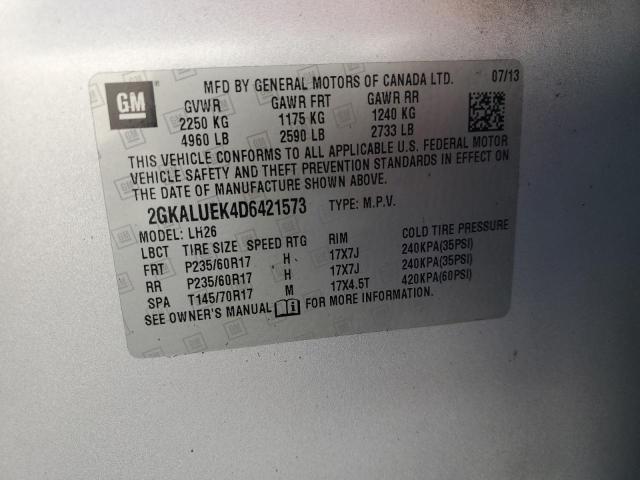 GM
MFD BY GENERAL MOTORS OF CANADA LTD. 07/13
GVWR GAWR FRT GAWR RR
2250 KG 1175 KG 1240 KG
4960 LB 2590 LB 2733 LB
THIS VEHICLE CONFORMS TO ALL APPLICABLE U.S. FEDERAL MOTOR
VEHICLE SAFETY AND THEFT PREVENTION STANDARDS IN EFFECT ON
THE DATE OF MANUFACTURE SHOWN ABOVE.
2GKALUEK4D6421573 TYPE: M.P.V.
MODEL: LH26
LBCT TIRE SIZE SPEED RTG RIM COLD TIRE PRESSURE
FRT P235/60R17 H 17X7J 240KPA(35PSI)
RR P235/60R17 H 17X7J 240KPA(35PSI)
SPA T145/70R17 M 17X4.5T 420KPA(60PSI)
SEE OWNER'S MANUAL FOR MORE INFORMATION.